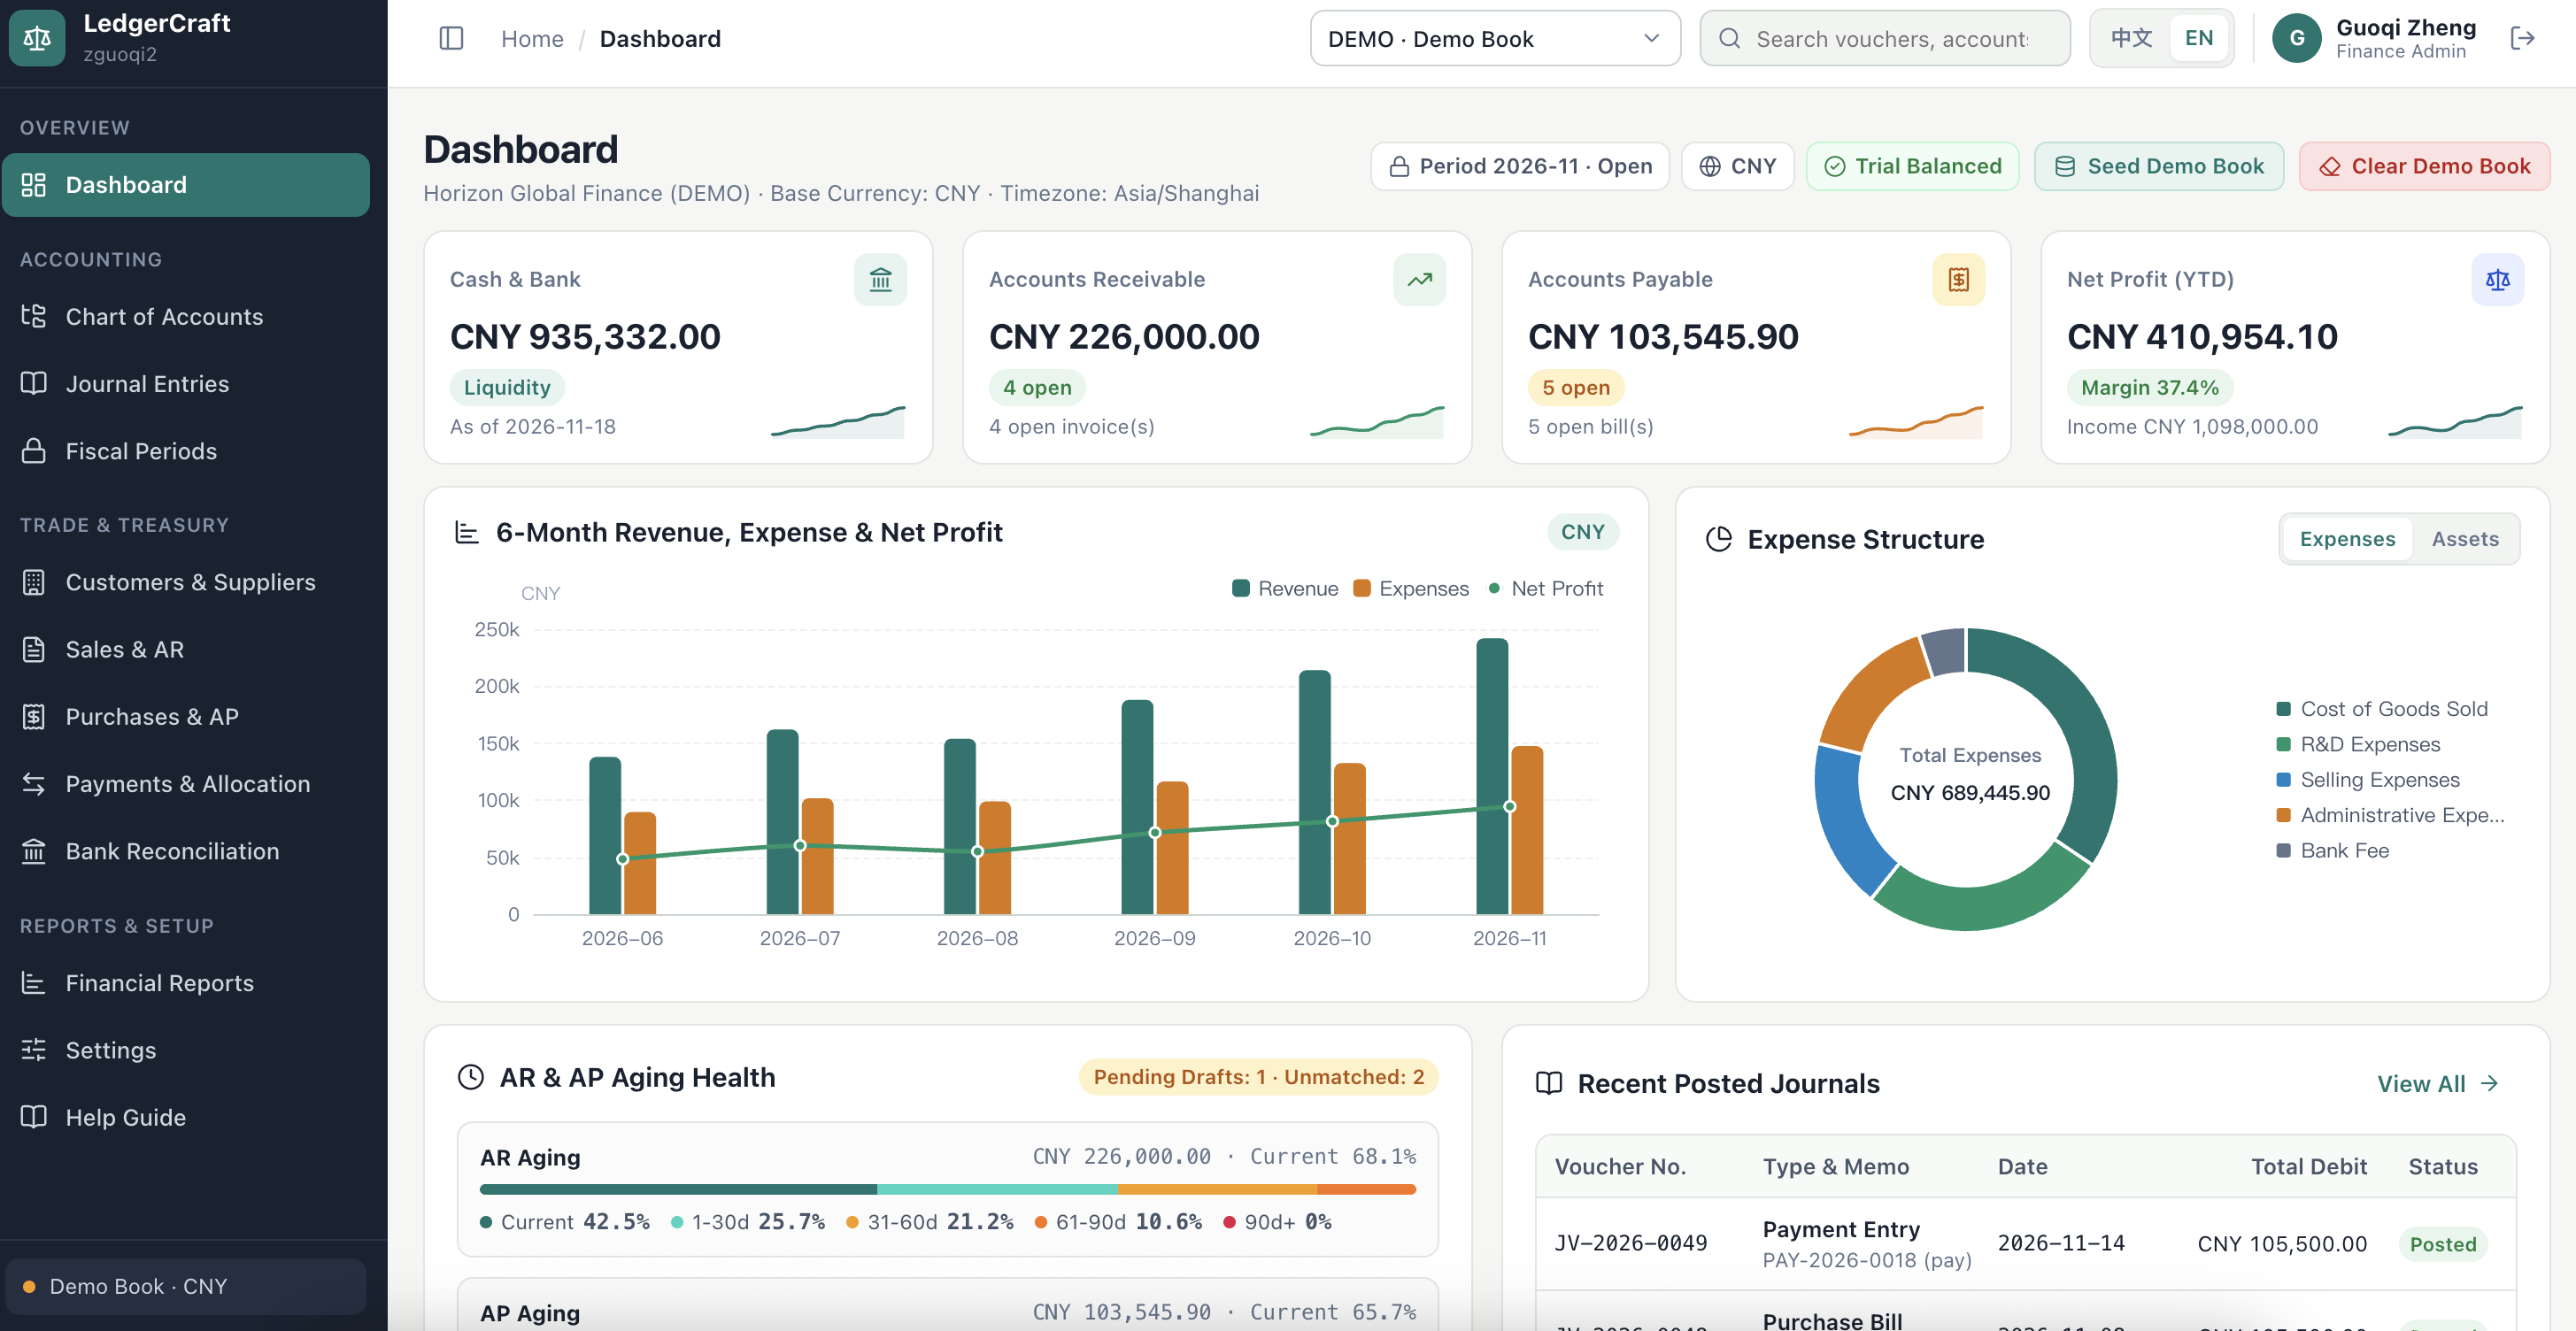 LedgerCraft
zguoqi2
OVERVIEW
Dashboard
ACCOUNTING
Chart of Accounts
Journal Entries
Fiscal Periods
TRADE & TREASURY
Customers & Suppliers
Sales & AR
Purchases & AP
Payments & Allocation
Bank Reconciliation
REPORTS & SETUP
Financial Reports
Settings
Help Guide
Demo Book · CNY
Home / Dashboard
DEMO · Demo Book
Search vouchers, account
中文 EN
G
Guoqi Zheng
Finance Admin
Dashboard
Horizon Global Finance (DEMO) · Base Currency: CNY · Timezone: Asia/Shanghai
Period 2026-11 · Open
CNY
Trial Balanced
Seed Demo Book
Clear Demo Book
Cash & Bank
CNY 935,332.00
Liquidity
As of 2026-11-18
Accounts Receivable
CNY 226,000.00
4 open
4 open invoice(s)
Accounts Payable
CNY 103,545.90
5 open
5 open bill(s)
Net Profit (YTD)
CNY 410,954.10
Margin 37.4%
Income CNY 1,098,000.00
6-Month Revenue, Expense & Net Profit
CNY
Revenue Expenses Net Profit
CNY
250k
200k
150k
100k
50k
0
2026-06 2026-07 2026-08 2026-09 2026-10 2026-11
Expense Structure
Expenses Assets
Total Expenses
CNY 689,445.90
Cost of Goods Sold
R&D Expenses
Selling Expenses
Administrative Expe...
Bank Fee
AR & AP Aging Health
Pending Drafts: 1 · Unmatched: 2
AR Aging
CNY 226,000.00 · Current 68.1%
Current 42.5% 1-30d 25.7% 31-60d 21.2% 61-90d 10.6% 90d+ 0%
AP Aging
CNY 103,545.90 · Current 65.7%
Recent Posted Journals
View All →
Voucher No. Type & Memo Date Total Debit Status
JV-2026-0049 Payment Entry 2026-11-14 CNY 105,500.00 Posted
PAY-2026-0018 (pay)
Purchase Bill